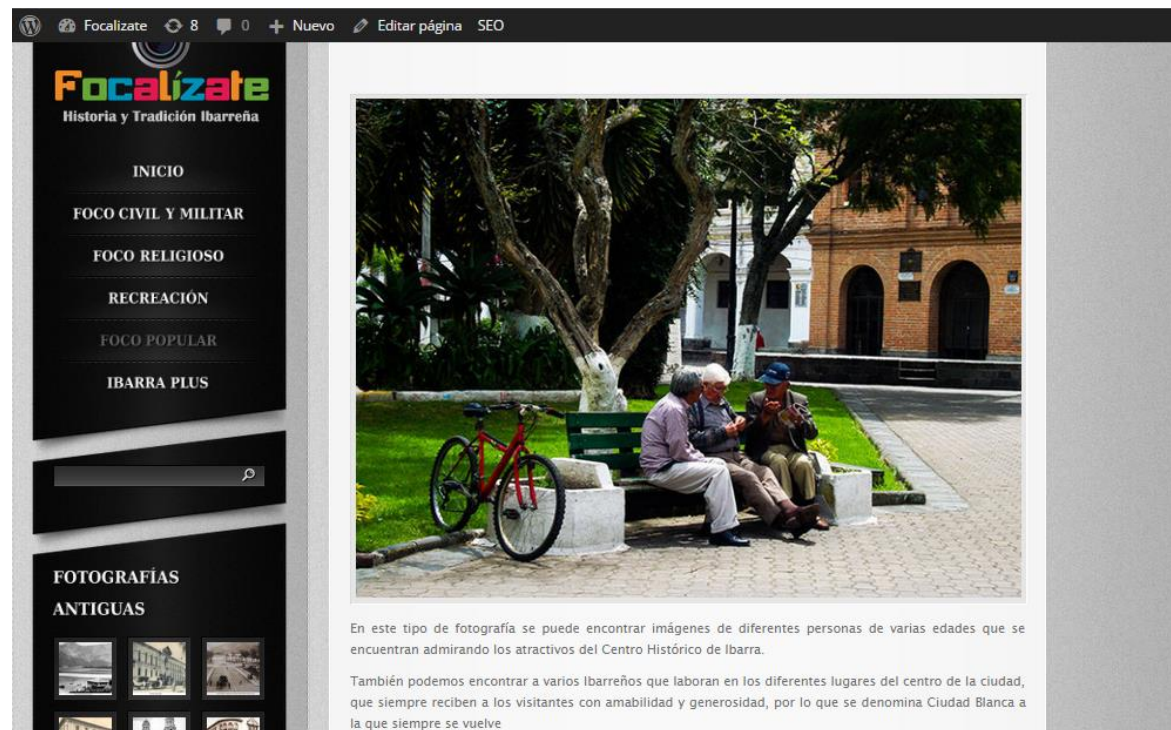 Focalizate 8 0 + Nuevo Editar página SEO
Focalízate
Historia y Tradición Ibarreña
INICIO
FOCO CIVIL Y MILITAR
FOCO RELIGIOSO
RECREACIÓN
FOCO POPULAR
IBARRA PLUS
FOTOGRAFÍAS
ANTIGUAS
En este tipo de fotografía se puede encontrar imágenes de diferentes personas de varias edades que se
encuentran admirando los atractivos del Centro Histórico de Ibarra.
También podemos encontrar a varios Ibarreños que laboran en los diferentes lugares del centro de la ciudad,
que siempre reciben a los visitantes con amabilidad y generosidad, por lo que se denomina Ciudad Blanca a
la que siempre se vuelve